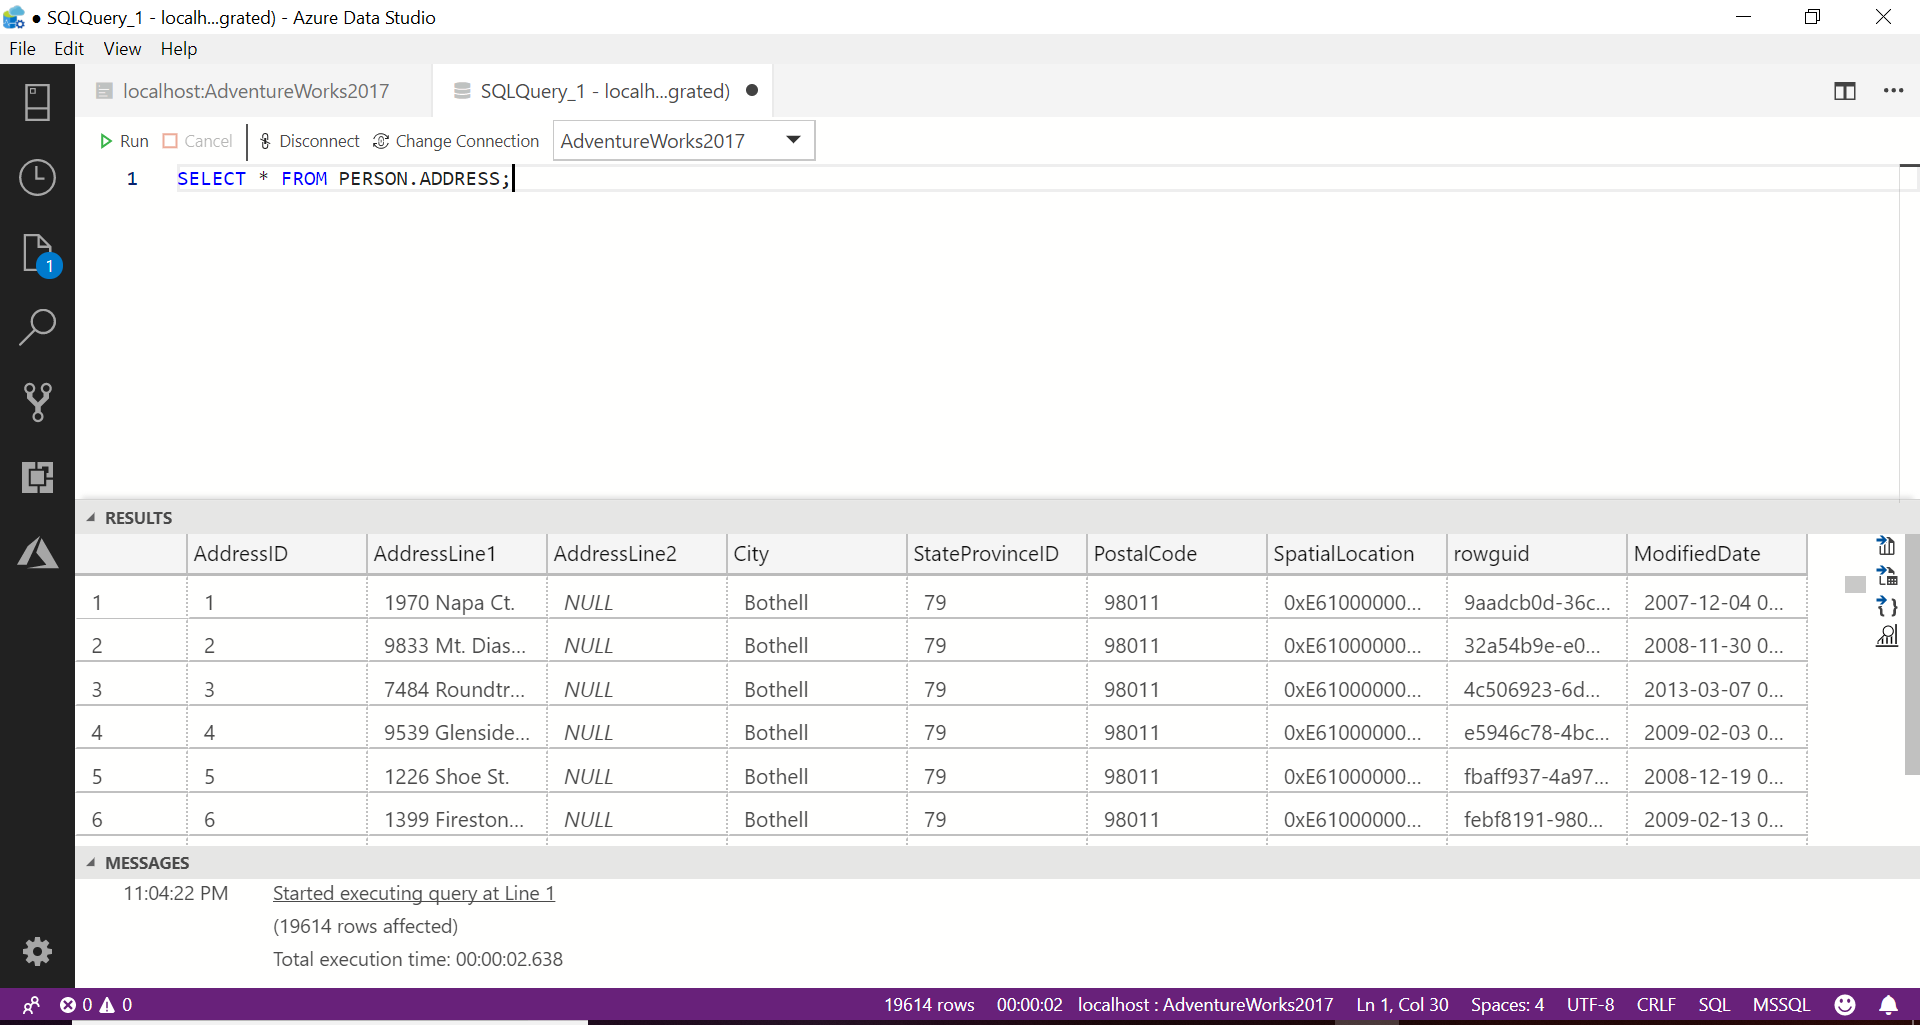 ● SQLQuery_1 - localh...grated) - Azure Data Studio
File Edit View Help
localhost:AdventureWorks2017 SQLQuery_1 - localh...grated) ●
Run Cancel Disconnect Change Connection AdventureWorks2017
1 SELECT * FROM PERSON.ADDRESS;
1
RESULTS
AddressID AddressLine1 AddressLine2 City StateProvinceID PostalCode SpatialLocation rowguid ModifiedDate
1 1 1970 Napa Ct. NULL Bothell 79 98011 0xE61000000... 9aadcb0d-36c... 2007-12-04 0...
2 2 9833 Mt. Dias... NULL Bothell 79 98011 0xE61000000... 32a54b9e-e0... 2008-11-30 0...
3 3 7484 Roundtr... NULL Bothell 79 98011 0xE61000000... 4c506923-6d... 2013-03-07 0...
4 4 9539 Glenside... NULL Bothell 79 98011 0xE61000000... e5946c78-4bc... 2009-02-03 0...
5 5 1226 Shoe St. NULL Bothell 79 98011 0xE61000000... fbaff937-4a97... 2008-12-19 0...
6 6 1399 Fireston... NULL Bothell 79 98011 0xE61000000... febf8191-980... 2009-02-13 0...
MESSAGES
11:04:22 PM Started executing query at Line 1
(19614 rows affected)
Total execution time: 00:00:02.638
0 0 19614 rows 00:00:02 localhost : AdventureWorks2017 Ln 1, Col 30 Spaces: 4 UTF-8 CRLF SQL MSSQL